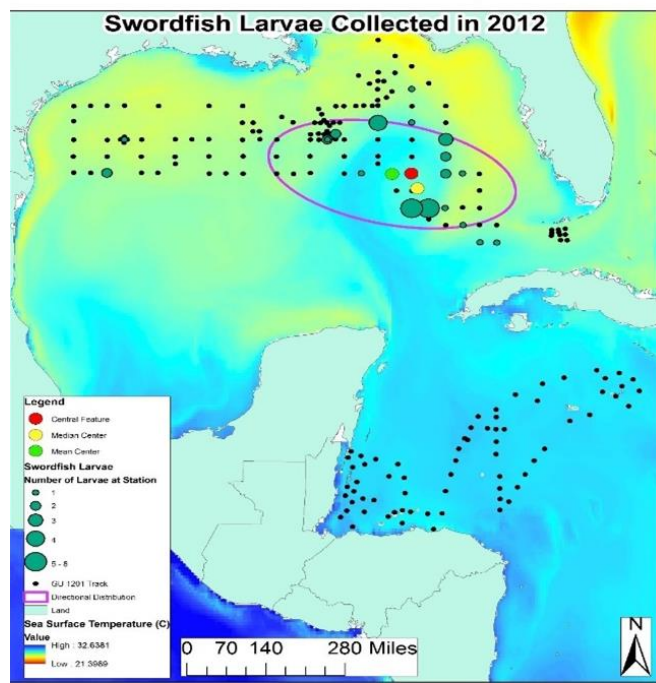 Swordfish Larvae Collected in 2012
Legend
Central Feature
Median Center
Mean Center
Swordfish Larvae
Number of Larvae at Station
1
2
3
4
5 - 8
GU 1201 Track
Directional Distribution
Land
Sea Surface Temperature (C)
Value
High : 32.6381
Low : 21.3989
0 70 140 280 Miles
N